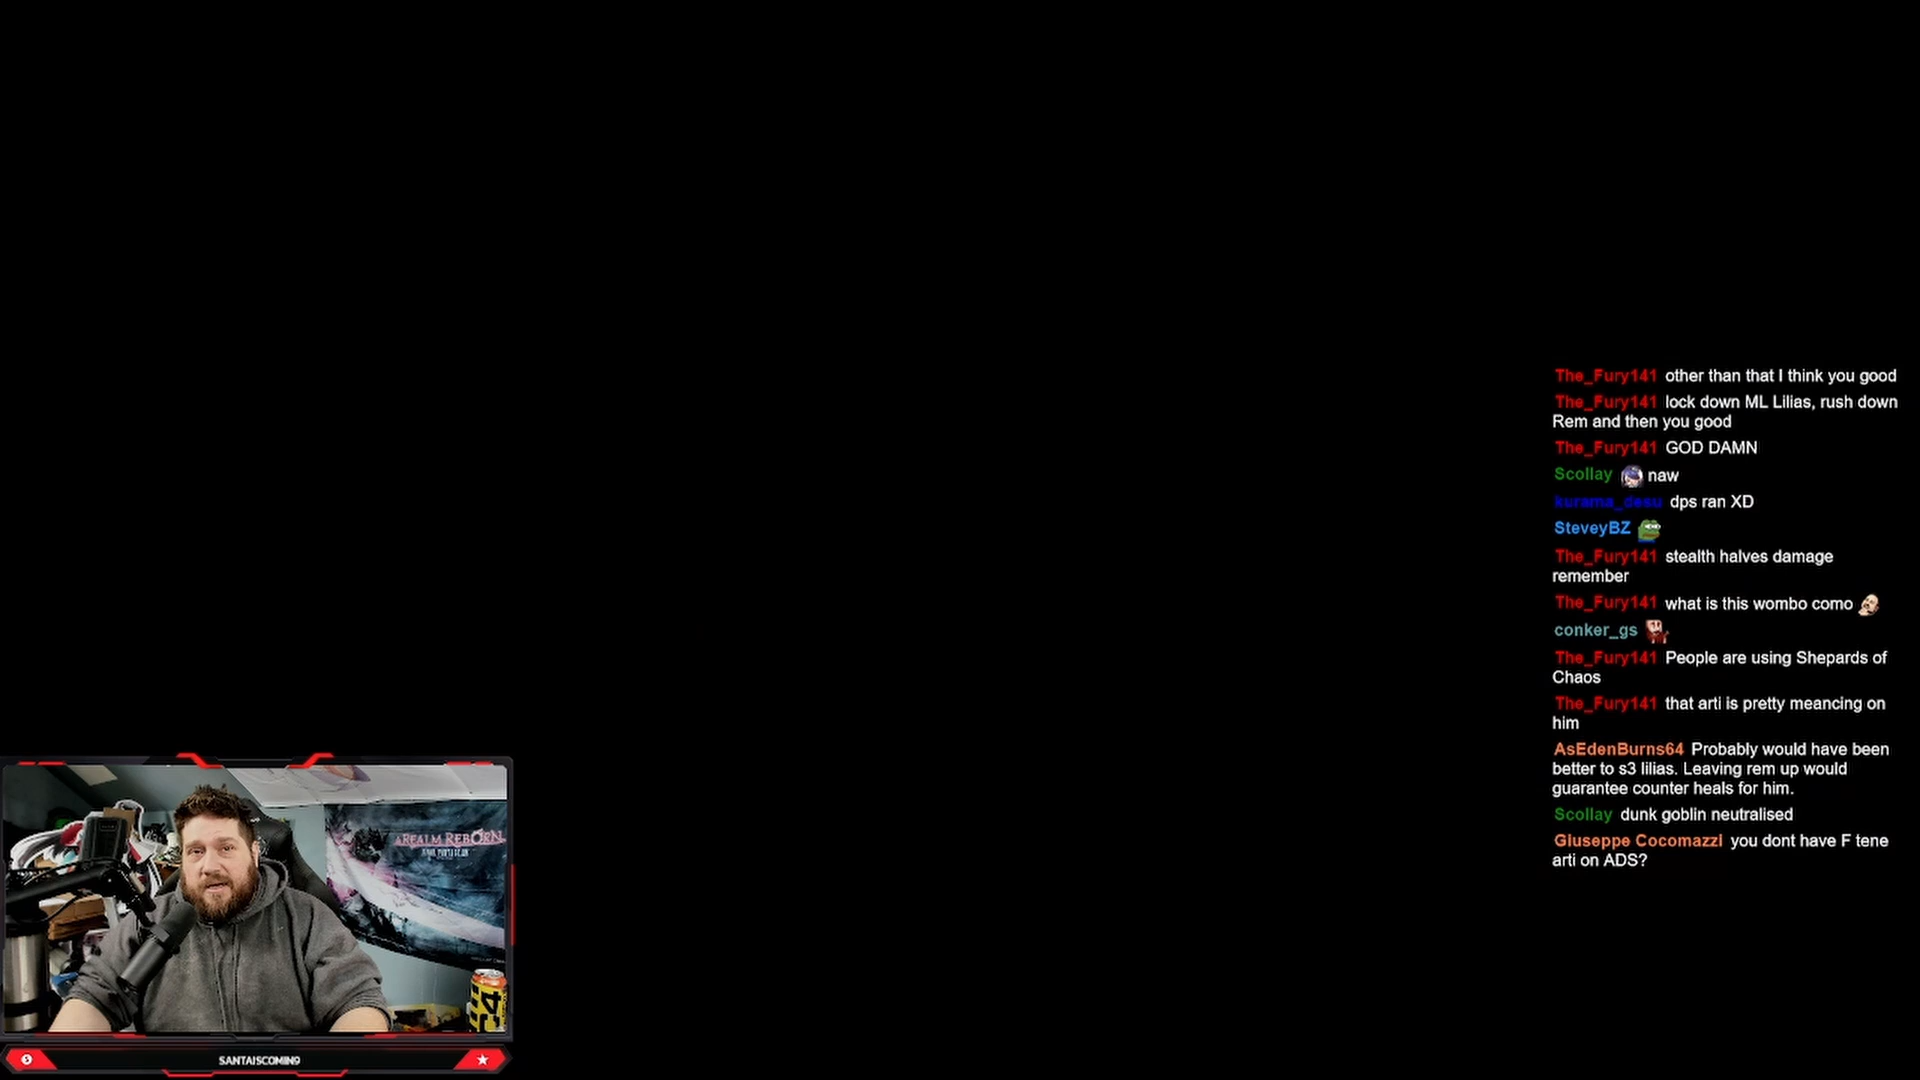 The_Fury141 other than that I think you good
The_Fury141 lock down ML Lilias, rush down
Rem and then you good
The_Fury141 GOD DAMN
Scollay naw
kurama_desu dps ran XD
SteveyBZ
The_Fury141 stealth halves damage
remember
The_Fury141 what is this wombo como
conker_gs
The_Fury141 People are using Shepards of
Chaos
The_Fury141 that arti is pretty meancing on
him
AsEdenBurns64 Probably would have been
better to s3 lilias. Leaving rem up would
guarantee counter heals for him.
Scollay dunk goblin neutralised
Giuseppe Cocomazzi you dont have F tene
arti on ADS?
A REALM REBORN
SANTAISCOMIN9